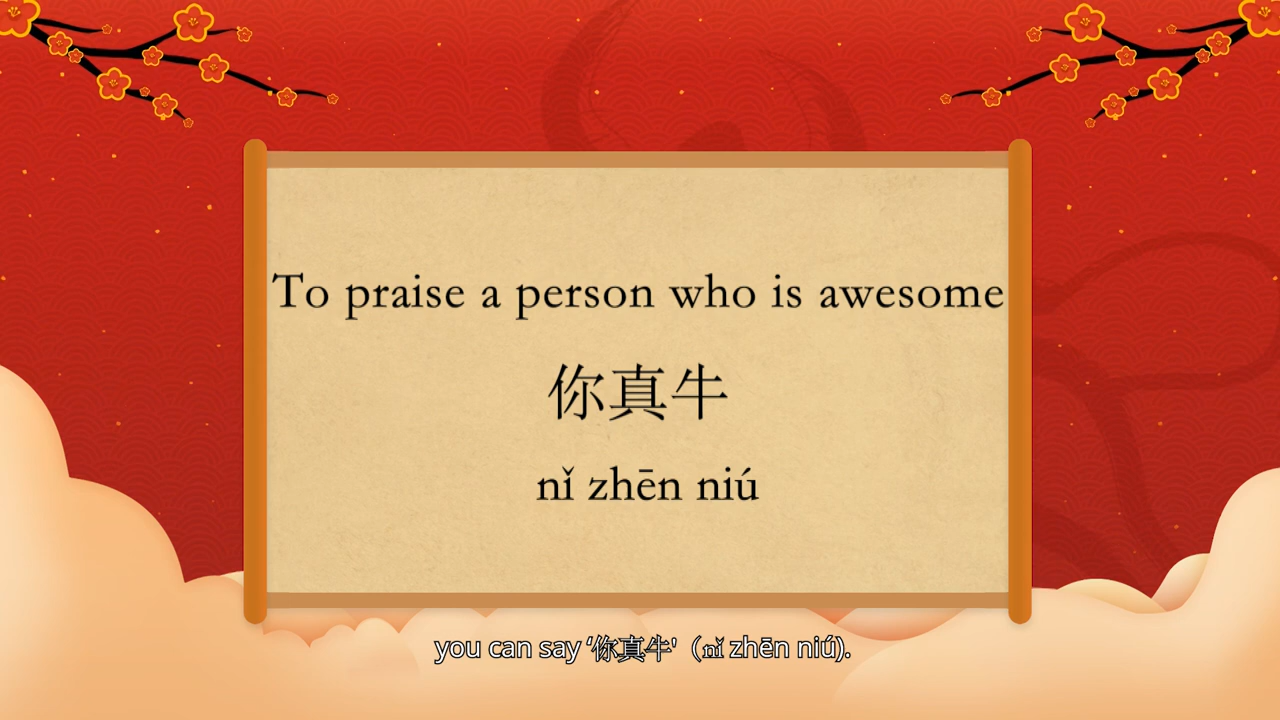 To praise a person who is awesome
你真牛
nǐ zhēn niú
you can say ‘你真牛'（nǐ zhēn niú).